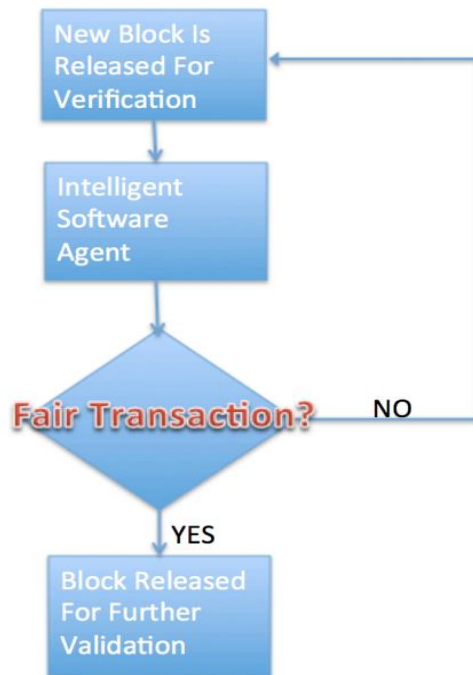 New Block Is
Released For
Verification
Intelligent
Software
Agent
Fair Transaction?
NO
YES
Block Released
For Further
Validation